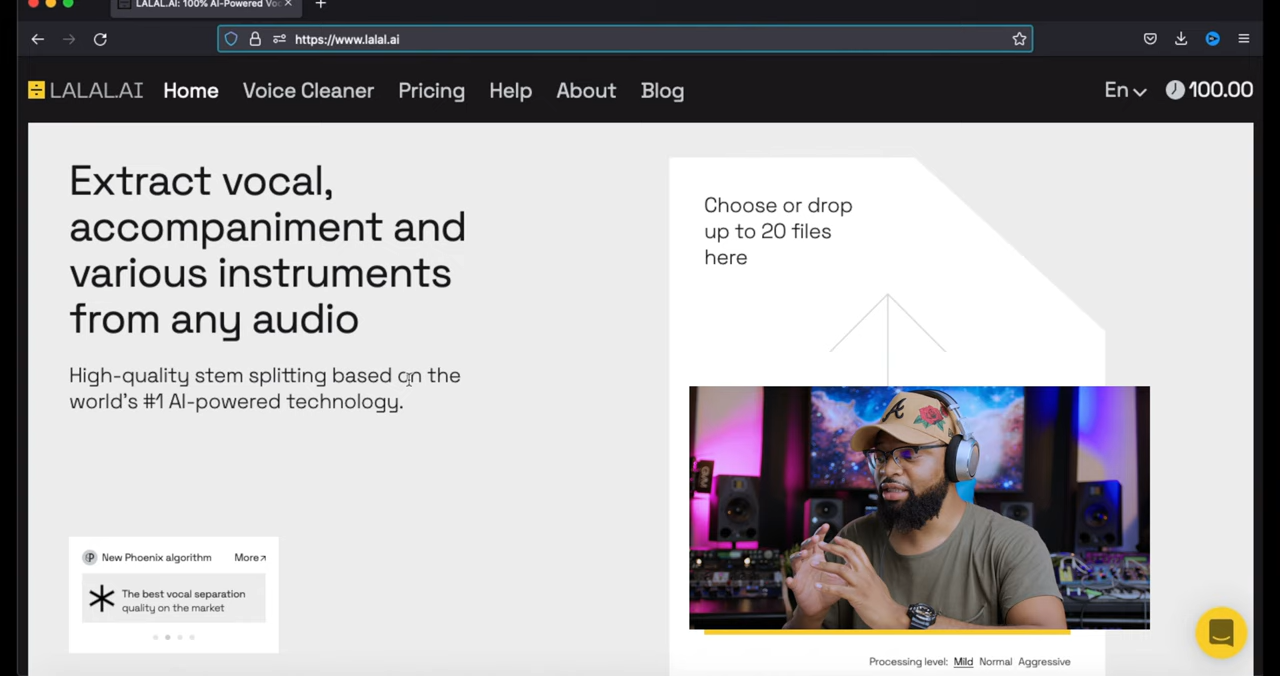 LALAL.AI: 100% AI-Powered
https://www.lalal.ai
LALAL.AI Home Voice Cleaner Pricing Help About Blog En 100.00
Extract vocal,
accompaniment and
various instruments
from any audio
High-quality stem splitting based on the
world's #1 AI-powered technology.
New Phoenix algorithm More
The best vocal separation
quality on the market
Choose or drop
up to 20 files
here
A
Processing level: Mild Normal Aggressive